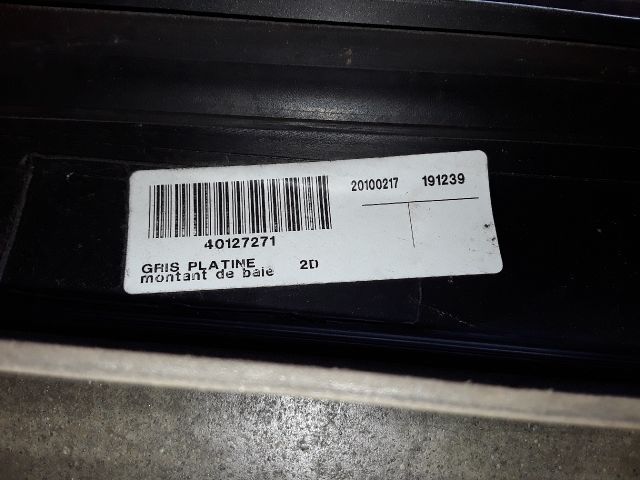 20100217 191239
40127271
GRIS PLATINE
montant de baie 2D